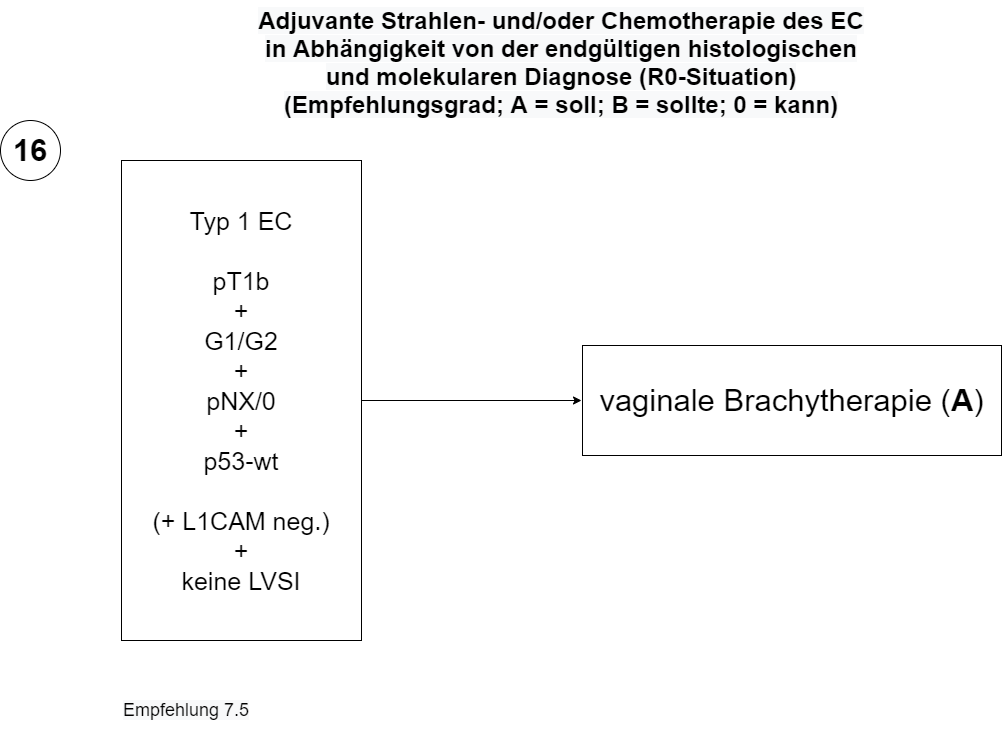 Adjuvante Strahlen- und/oder Chemotherapie des EC
in Abhängigkeit von der endgültigen histologischen
und molekularen Diagnose (R0-Situation)
(Empfehlungsgrad; A = soll; B = sollte; 0 = kann)
16
Typ 1 EC
pT1b
+
G1/G2
+
pNX/0
+
p53-wt
(+ L1CAM neg.)
+
keine LVSI
vaginale Brachytherapie (A)
Empfehlung 7.5